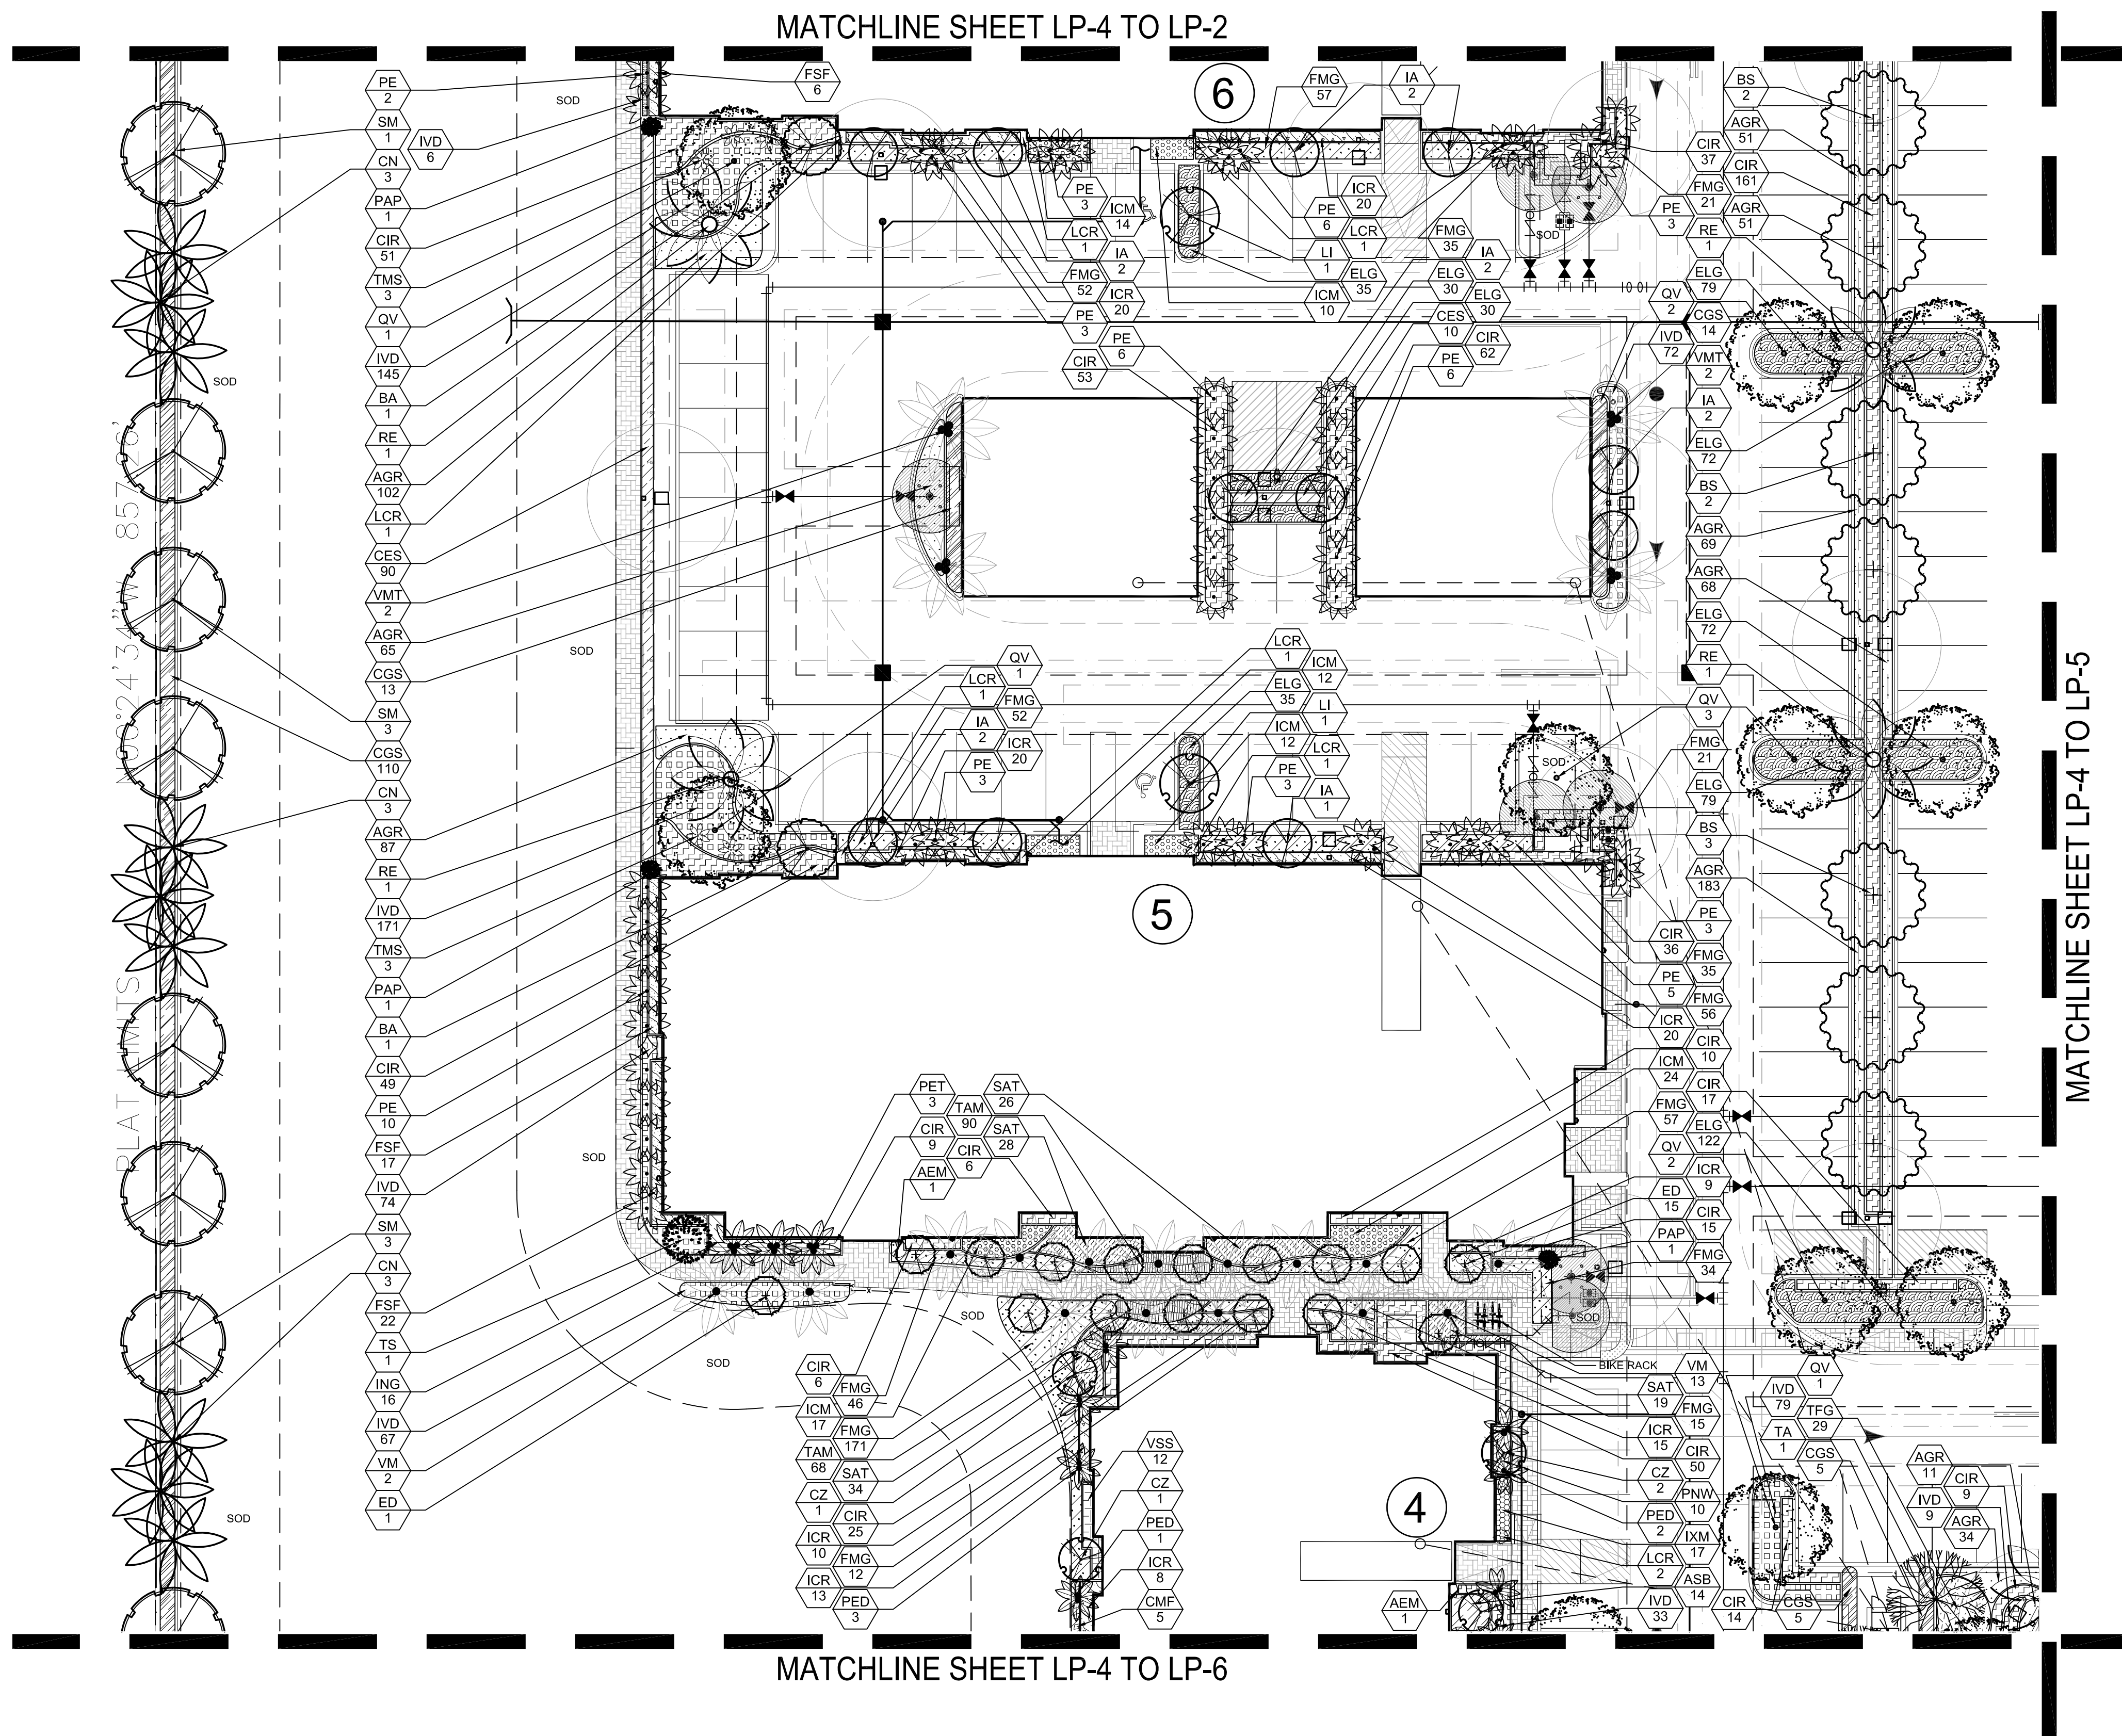 MATCHLINE SHEET LP-4 TO LP-2
PE
2
SM
1
IVD
6
CN
3
PAP
1
CIR
51
TMS
3
QV
1
IVD
145
BA
1
RE
1
AGR
102
LCR
1
CES
90
VMT
2
AGR
65
CGS
13
SM
3
CGS
110
CN
3
AGR
87
RE
1
IVD
171
TMS
3
PAP
1
BA
1
CIR
49
PE
10
FSF
17
IVD
74
SM
3
CN
3
FSF
22
TS
1
ING
16
IVD
67
VM
2
ED
1
SOD
SOD
SOD
SOD
SOD
SOD
SOD
SOD
SOD
SOD
PLAT LIMITS
N00°24'34"W 857.26'
FSF
6
6
FMG
57
IA
2
PE
3
ICM
14
LCR
1
IA
2
FMG
52
ICR
20
PE
3
PE
6
CIR
53
ICR
20
PE
6
LCR
1
LI
1
ELG
35
ICM
10
FMG
35
IA
2
ELG
30
ELG
30
CES
10
CIR
62
PE
6
BS
2
AGR
51
CIR
37
CIR
161
FMG
21
AGR
51
PE
3
RE
1
ELG
79
QV
2
CGS
14
IVD
72
VMT
2
IA
2
ELG
72
BS
2
AGR
69
AGR
68
ELG
72
RE
1
QV
3
FMG
21
ELG
79
BS
3
AGR
183
PE
3
CIR
36
FMG
35
PE
5
FMG
56
ICR
20
CIR
10
ICM
24
CIR
17
FMG
57
ELG
122
QV
2
ICR
9
ED
15
CIR
15
PAP
1
FMG
34
QV
1
LCR
1
FMG
52
IA
2
ICR
20
PE
3
LCR
1
ICM
12
ELG
35
LI
1
ICM
12
LCR
1
PE
3
IA
1
SOD
5
PET
3
SAT
26
TAM
90
CIR
9
SAT
28
CIR
6
AEM
1
CIR
6
FMG
46
ICM
17
FMG
171
TAM
68
SAT
34
CZ
1
CIR
25
ICR
10
FMG
12
ICR
13
PED
3
VSS
12
CZ
1
PED
1
ICR
8
CMF
5
4
AEM
1
BIKE RACK
VM
13
SAT
19
FMG
15
ICR
15
CIR
50
CZ
2
PNW
10
PED
2
IXM
17
LCR
2
ASB
14
IVD
33
CIR
14
CGS
5
QV
1
IVD
79
TFG
29
TA
1
CGS
5
AGR
11
CIR
9
IVD
9
AGR
34
MATCHLINE SHEET LP-4 TO LP-5
MATCHLINE SHEET LP-4 TO LP-6